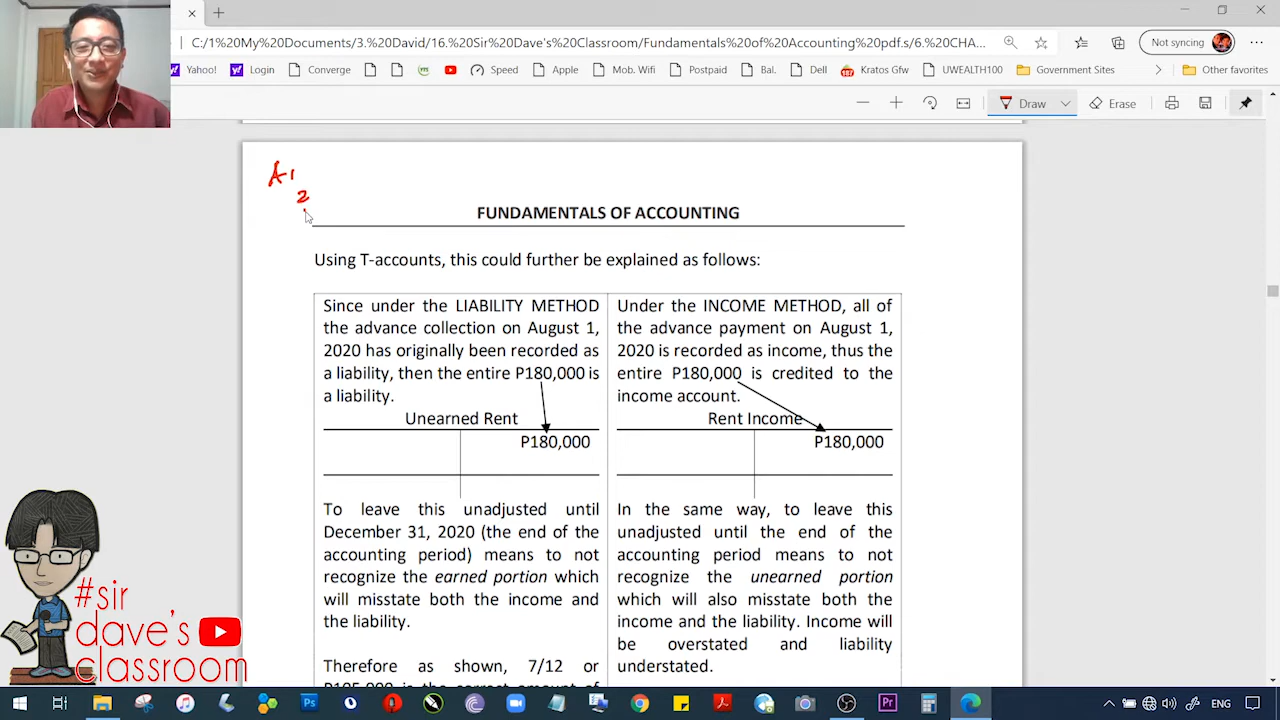 C:/1%20My%20Documents/3.%20David/16.%20Sir%20Dave's%20Classroom/Fundamentals%20of%20Accounting%20pdf.s/6.%20CHA...
Not syncing
Yahoo!
Login
Converge
Speed
Apple
Mob. Wifi
Postpaid
Bal.
Dell
Kratos Gfw
UWEALTH100
Government Sites
Other favorites
Draw
Erase
A1
2
FUNDAMENTALS OF ACCOUNTING
Using T-accounts, this could further be explained as follows:
Since under the LIABILITY METHOD
the advance collection on August 1,
2020 has originally been recorded as
a liability, then the entire P180,000 is
a liability.
Unearned Rent
P180,000
To leave this unadjusted until
December 31, 2020 (the end of the
accounting period) means to not
recognize the earned portion which
will misstate both the income and
the liability.
Therefore as shown, 7/12 or
Under the INCOME METHOD, all of
the advance payment on August 1,
2020 is recorded as income, thus the
entire P180,000 is credited to the
income account.
Rent Income
P180,000
In the same way, to leave this
unadjusted until the end of the
accounting period means to not
recognize the unearned portion
which will also misstate both the
income and the liability. Income will
be overstated and liability
understated.
#sir
dave's
classroom
ENG